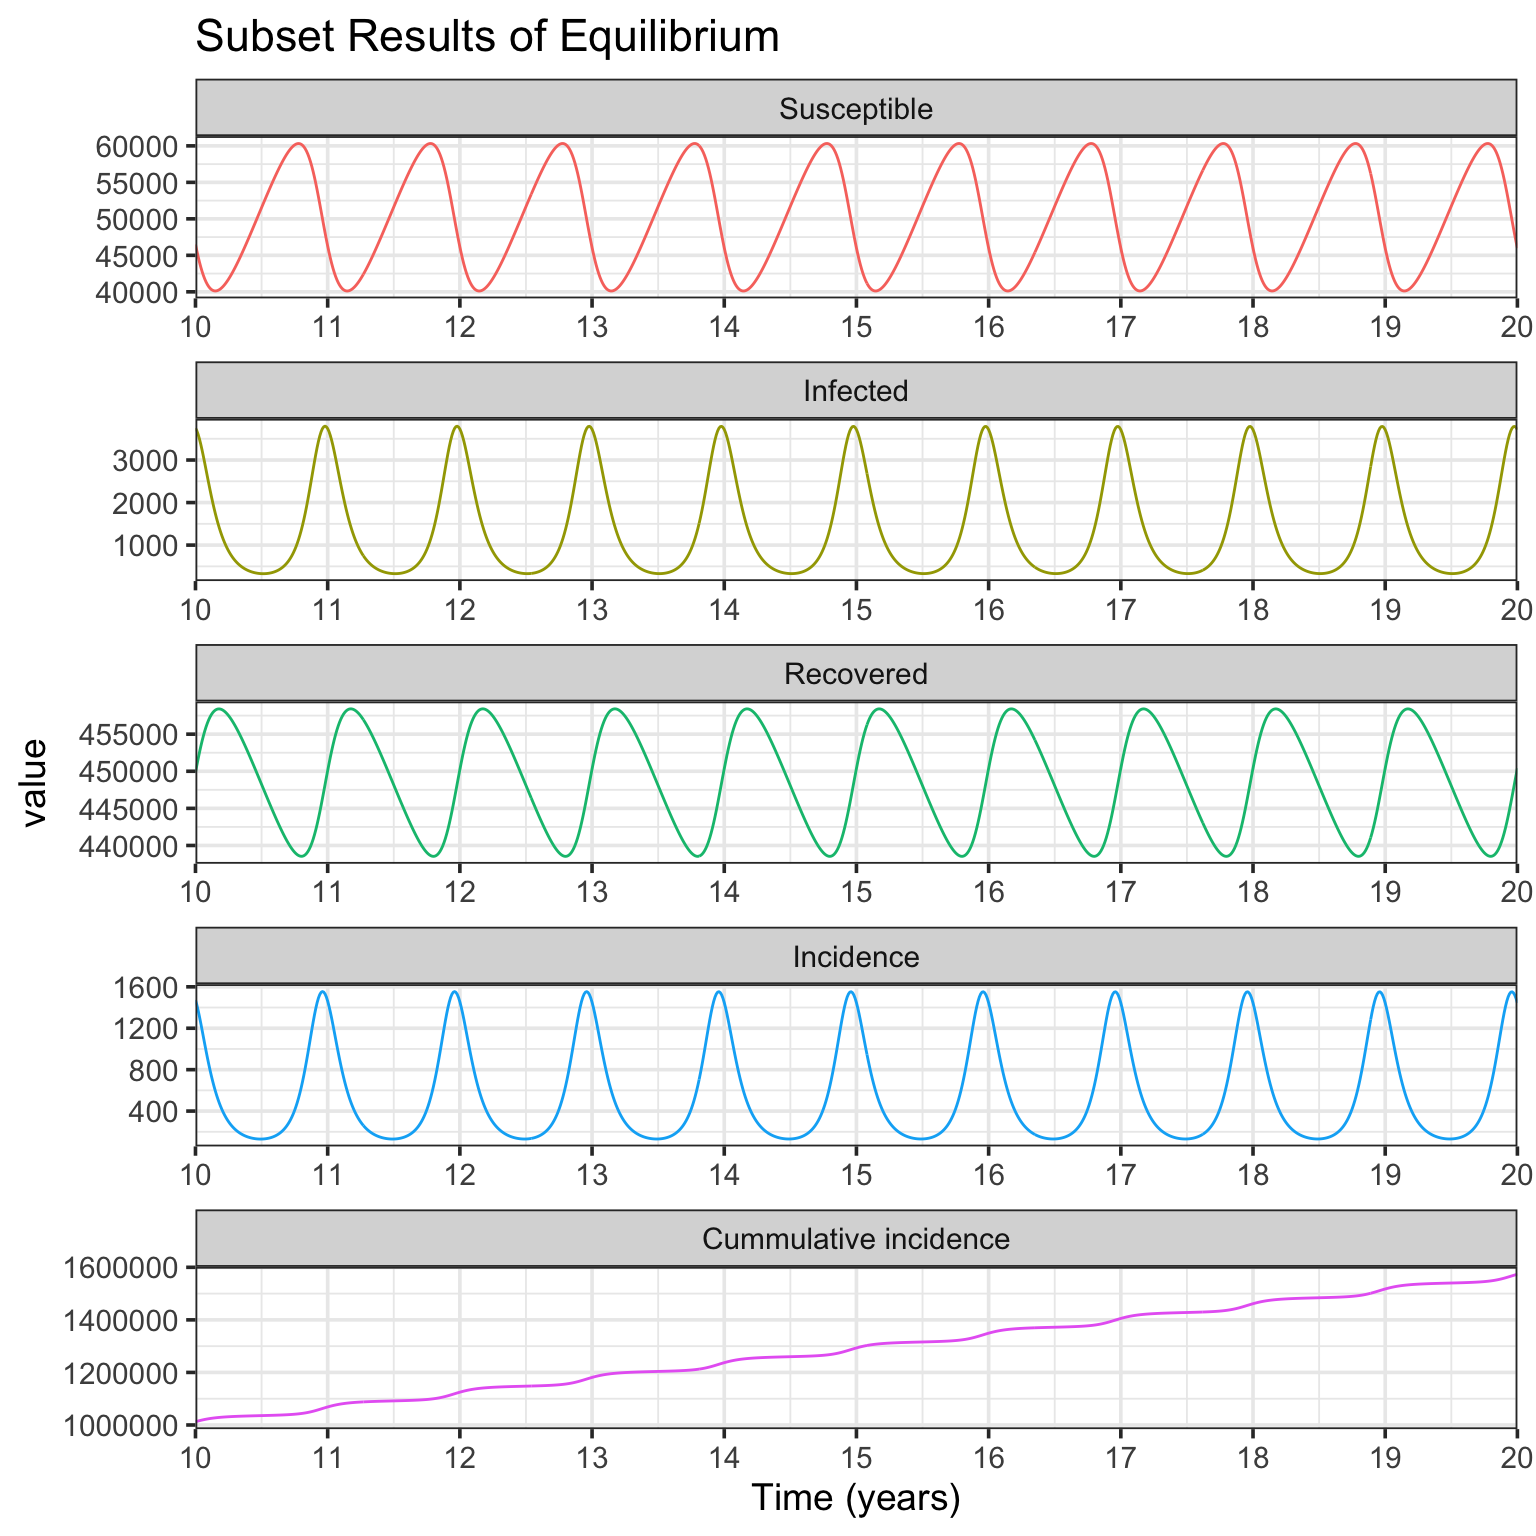 Subset Results of Equilibrium
Susceptible
60000
55000
50000
45000
40000
10 11 12 13 14 15 16 17 18 19 20
Infected
3000
2000
1000
10 11 12 13 14 15 16 17 18 19 20
Recovered
455000
450000
445000
440000
10 11 12 13 14 15 16 17 18 19 20
value
Incidence
1600
1200
800
400
10 11 12 13 14 15 16 17 18 19 20
Cummulative incidence
1600000
1400000
1200000
1000000
10 11 12 13 14 15 16 17 18 19 20
Time (years)